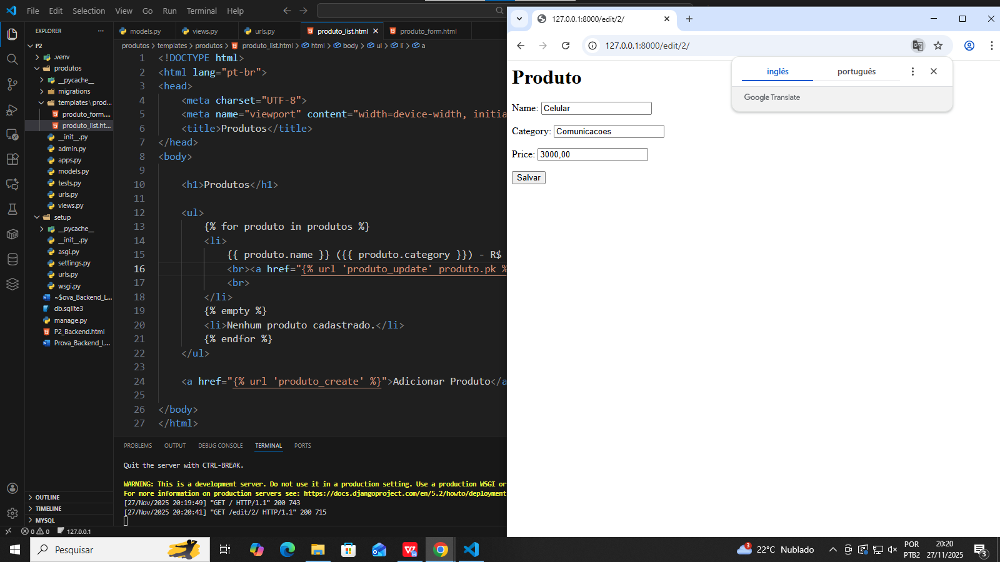 File Edit Selection View Go Run Terminal Help
EXPLORER
P2
.venv
produtos
__pycache__
migrations
templates\prod...
produto_form....
produto_list.ht...
__init__.py
admin.py
apps.py
models.py
tests.py
urls.py
views.py
setup
__pycache__
__init__.py
asgi.py
settings.py
urls.py
wsgi.py
~$ova_Backend_L...
db.sqlite3
manage.py
P2_Backend.html
Prova_Backend_L...
OUTLINE
TIMELINE
MYSQL
models.py views.py urls.py produto_list.html produto_form.html
produtos > templates > produtos > produto_list.html > html > body > ul > li > a
1 <!DOCTYPE html>
2 <html lang="pt-br">
3 <head>
4 <meta charset="UTF-8">
5 <meta name="viewport" content="width=device-width, initia
6 <title>Produtos</title>
7 </head>
8 <body>
9
10 <h1>Produtos</h1>
11
12 <ul>
13 {% for produto in produtos %}
14 <li>
15 {{ produto.name }} ({{ produto.category }}) - R$
16 <br><a href="{% url 'produto_update' produto.pk %
17 <br>
18 </li>
19 {% empty %}
20 <li>Nenhum produto cadastrado.</li>
21 {% endfor %}
22 </ul>
23
24 <a href="{% url 'produto_create' %}">Adicionar Produto</a
25
26 </body>
27 </html>
PROBLEMS OUTPUT DEBUG CONSOLE TERMINAL PORTS
Quit the server with CTRL-BREAK.
WARNING: This is a development server. Do not use it in a production setting. Use a production WSGI or
For more information on production servers see: https://docs.djangoproject.com/en/5.2/howto/deployment
[27/Nov/2025 20:19:49] "GET / HTTP/1.1" 200 743
[27/Nov/2025 20:20:41] "GET /edit/2/ HTTP/1.1" 200 715
0 0 127.0.0.1
127.0.0.1:8000/edit/2/
127.0.0.1:8000/edit/2/
inglês português
Google Translate
Produto
Name: Celular
Category: Comunicacoes
Price: 3000,00
Salvar
Pesquisar
3
22°C Nublado
POR
PTB2
20:20
27/11/2025
3